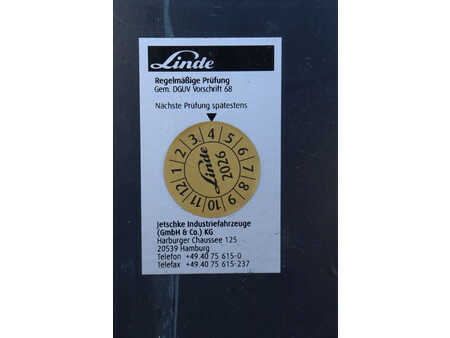 Linde
Regelmäßige Prüfung
Gem. DGUV Vorschrift 68
Nächste Prüfung spätestens
1 2 3 4 5 6 7 8 9 10 11 12
Linde
2026
Jetschke Industriefahrzeuge
(GmbH & Co.) KG
Harburger Chaussee 125
20539 Hamburg
Telefon +49 40 75 615-0
Telefax +49 40 75 615-237